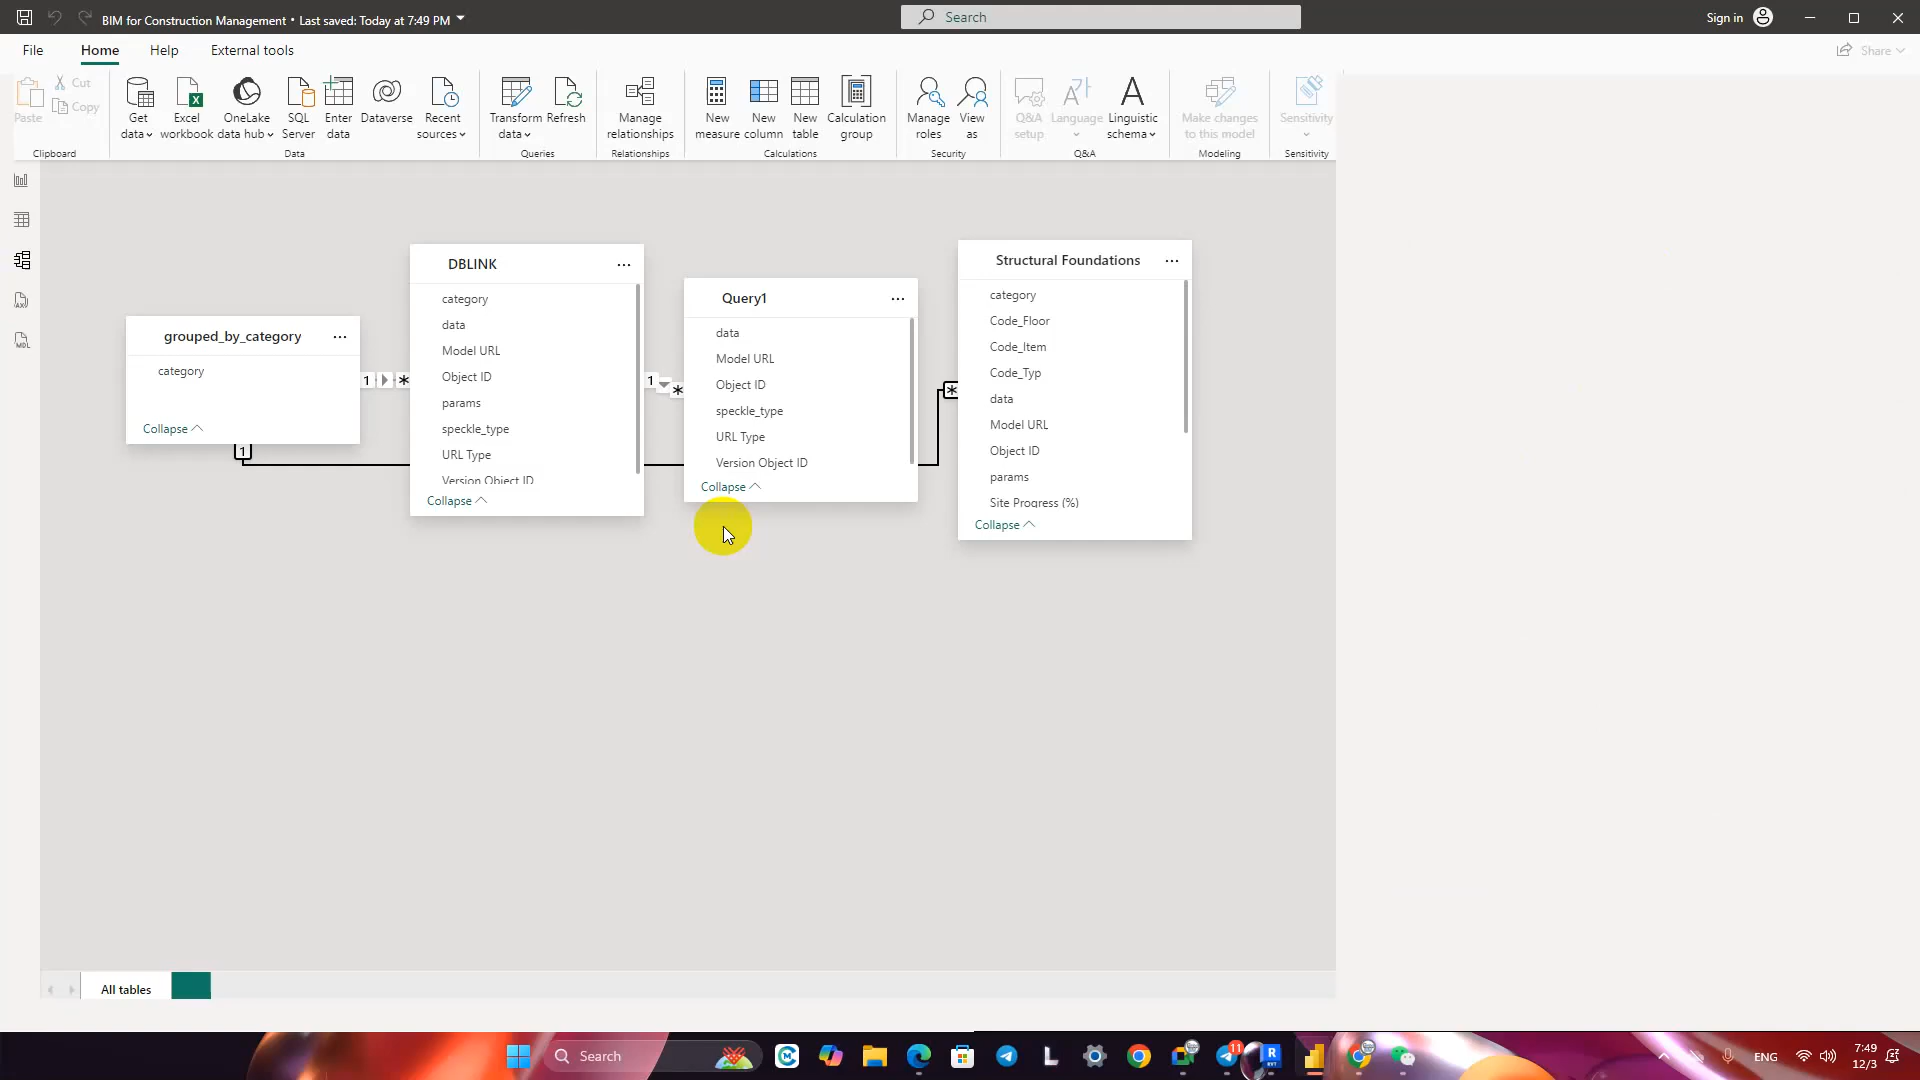 BIM for Construction Management • Last saved: Today at 7:49 PM
Search
Sign in
File
Home
Help
External tools
Share
Paste
Cut
Copy
Clipboard
Get data
Excel workbook
OneLake data hub
SQL Server
Enter data
Dataverse
Recent sources
Data
Transform data
Refresh
Queries
Manage relationships
Relationships
New measure
New column
New table
Calculation group
Calculations
Manage roles
View as
Security
Q&A setup
Language
Linguistic schema
Q&A
Make changes to this model
Modeling
Sensitivity
Sensitivity
grouped_by_category
category
Collapse
1
1
*
DBLINK
category
data
Model URL
Object ID
params
speckle_type
URL Type
Version Object ID
Collapse
1
*
Query1
data
Model URL
Object ID
speckle_type
URL Type
Version Object ID
Collapse
*
Structural Foundations
category
Code_Floor
Code_Item
Code_Typ
data
Model URL
Object ID
params
Site Progress (%)
Collapse
All tables
Search
11
ENG
7:49
12/3